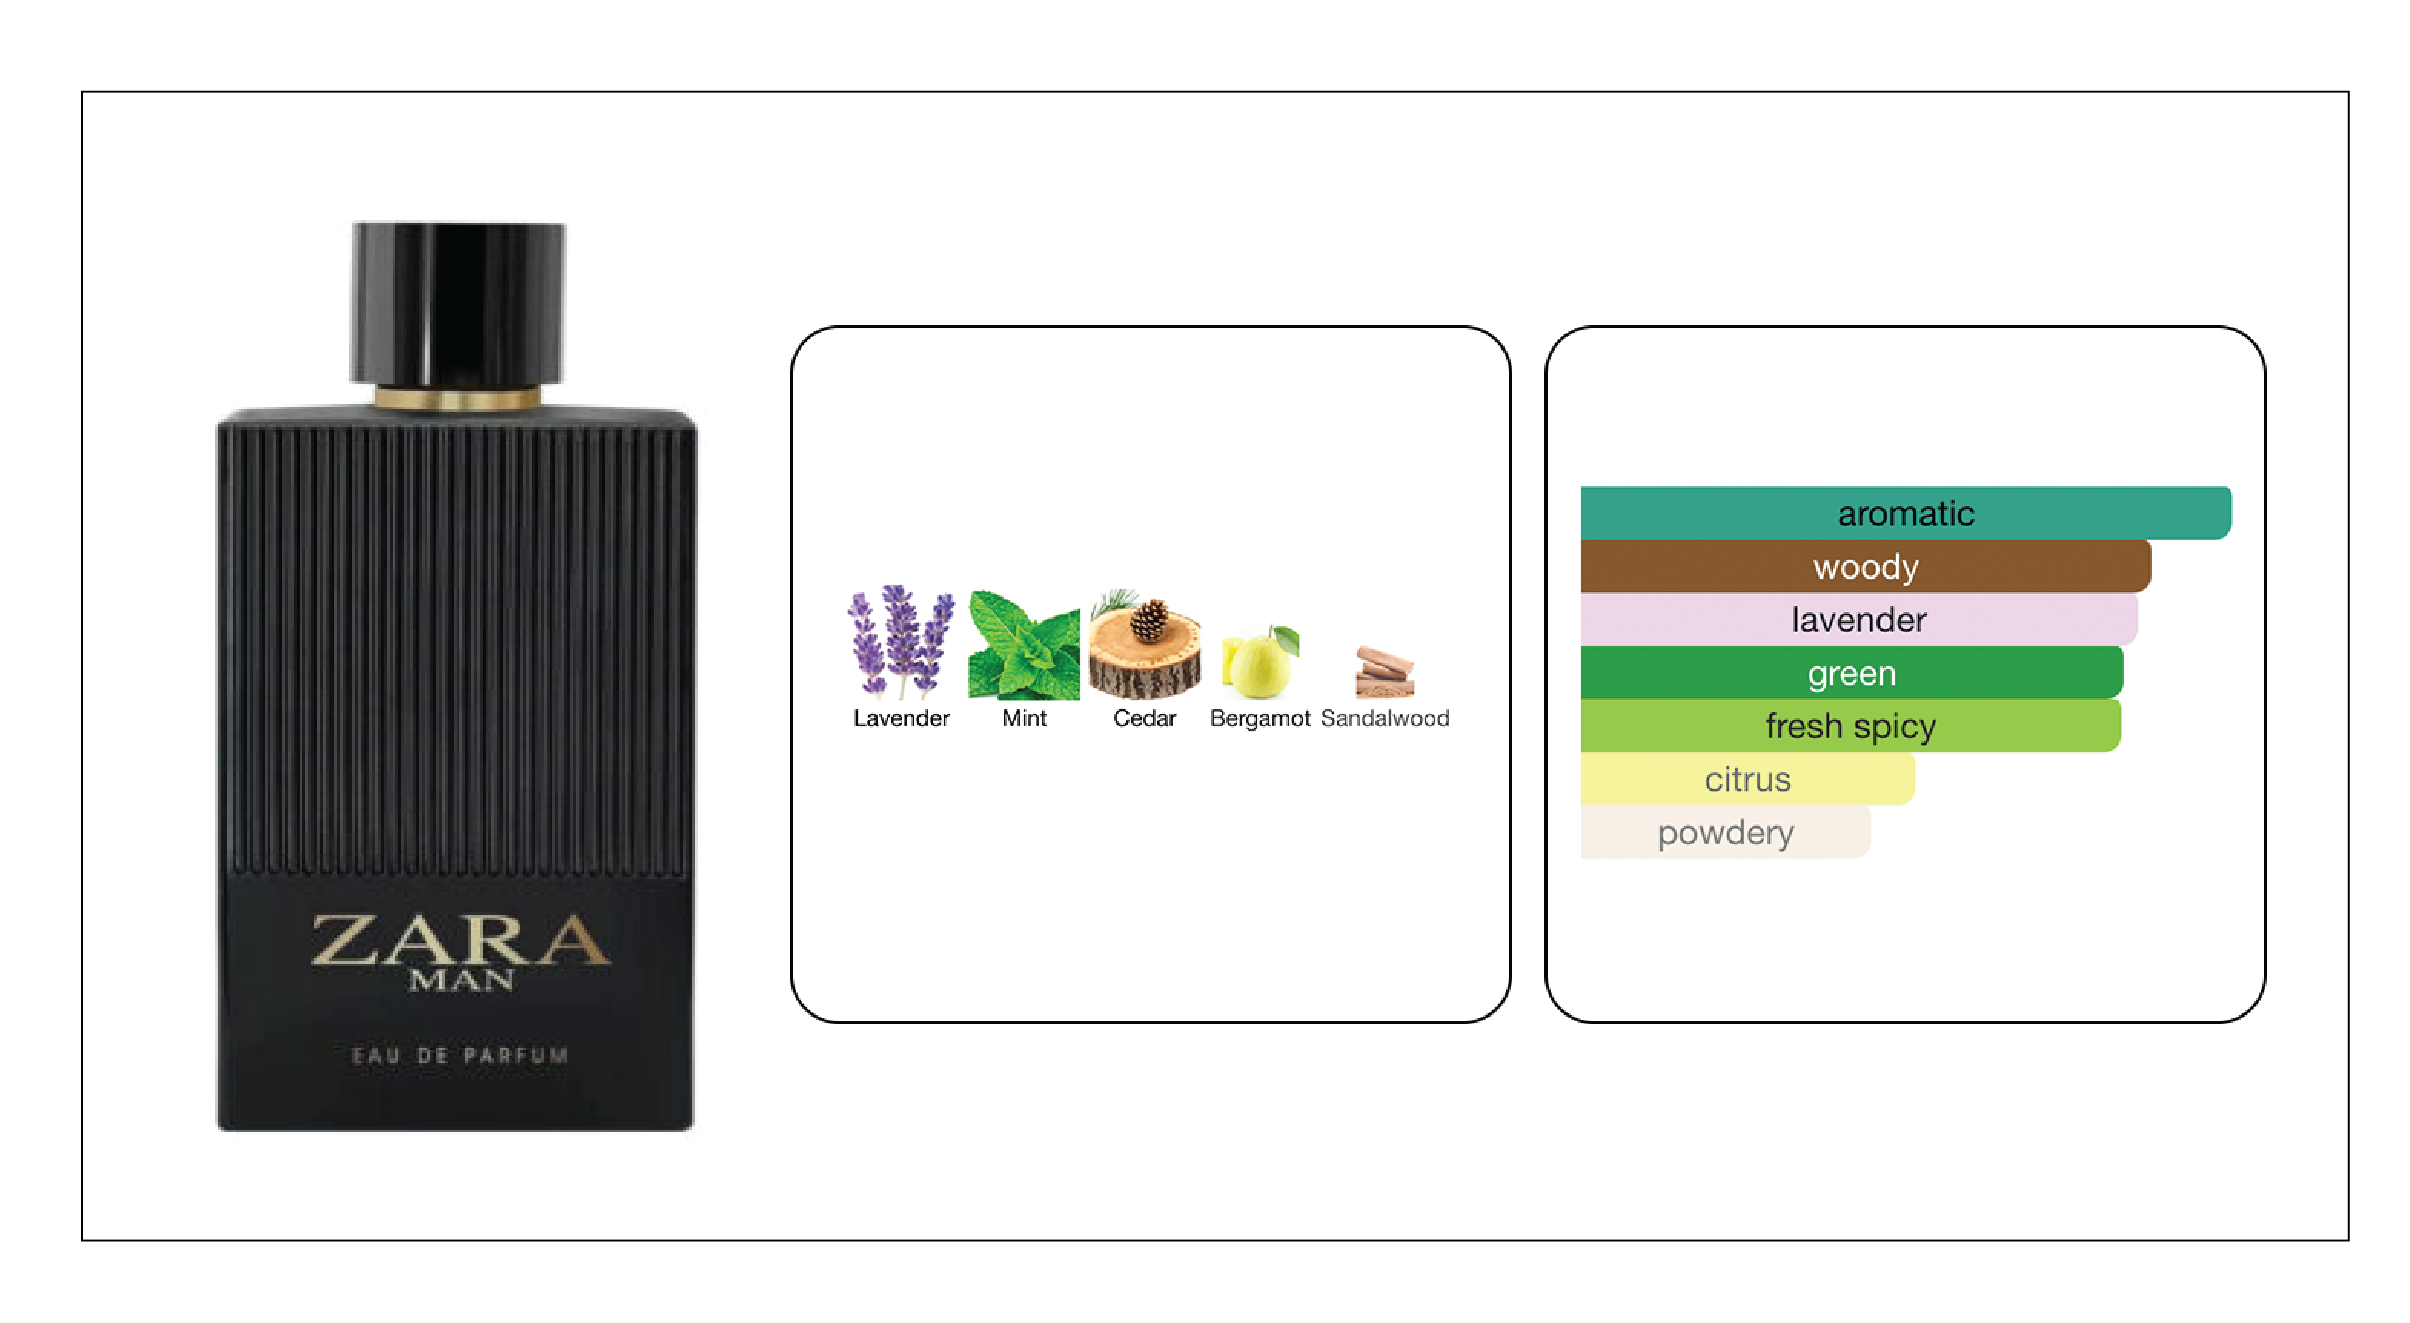 ZARA
MAN
EAU DE PARFUM
Lavender Mint Cedar Bergamot Sandalwood
aromatic
woody
lavender
green
fresh spicy
citrus
powdery